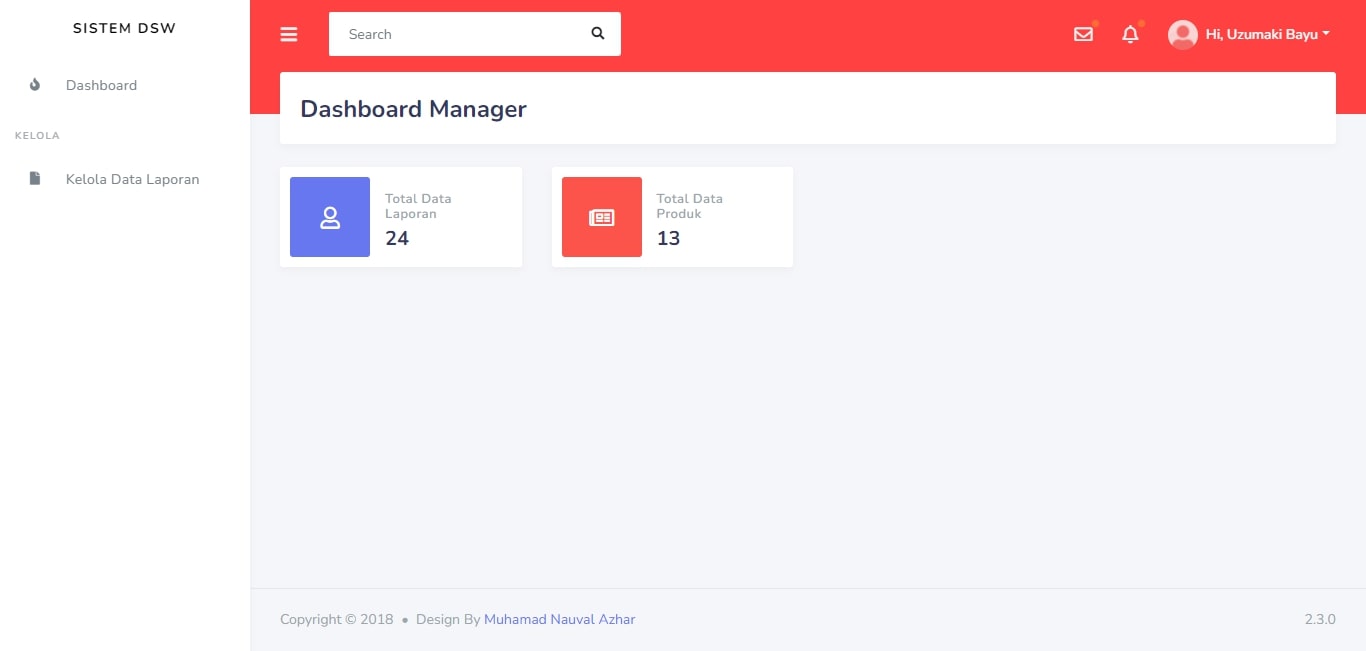 SISTEM DSW
Dashboard
KELOLA
Kelola Data Laporan
Search
Hi, Uzumaki Bayu
Dashboard Manager
Total Data
Laporan
24
Total Data
Produk
13
Copyright © 2018 • Design By Muhamad Nauval Azhar
2.3.0